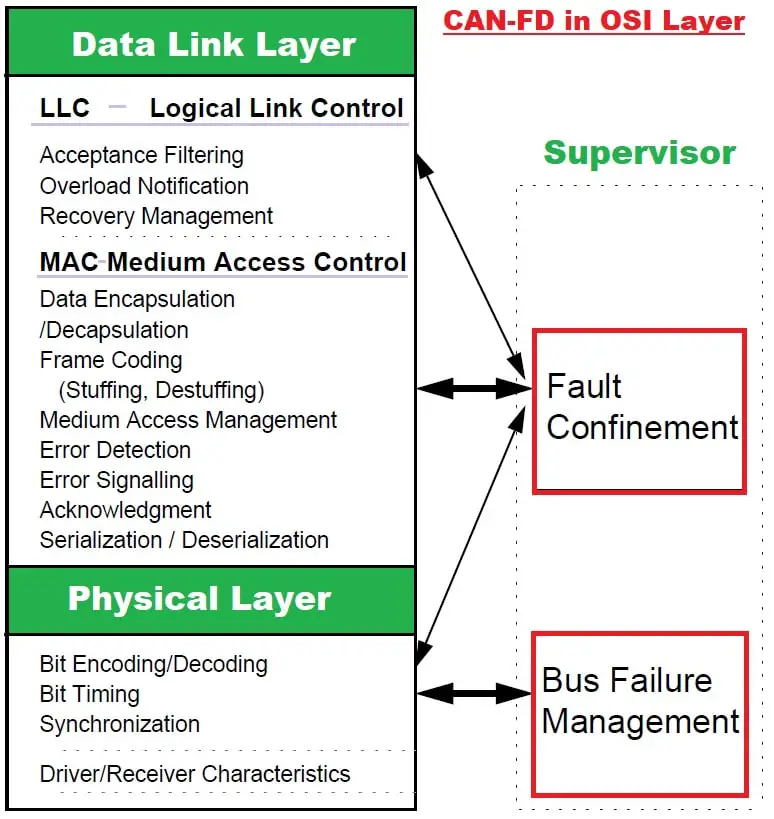 Data Link Layer
LLC – Logical Link Control
Acceptance Filtering
Overload Notification
Recovery Management
MAC-Medium Access Control
Data Encapsulation
/Decapsulation
Frame Coding
(Stuffing, Destuffing)
Medium Access Management
Error Detection
Error Signalling
Acknowledgment
Serialization / Deserialization
Physical Layer
Bit Encoding/Decoding
Bit Timing
Synchronization
Driver/Receiver Characteristics
CAN-FD in OSI Layer
Supervisor
Fault
Confinement
Bus Failure
Management